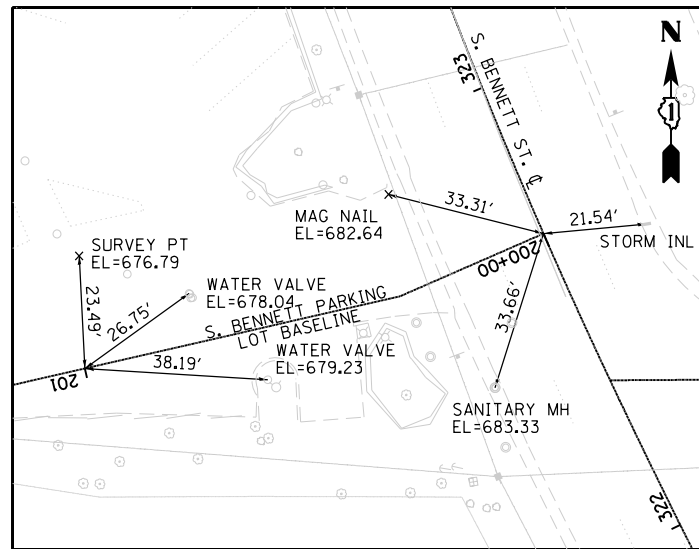 N
1
323
S. BENNETT ST. ℄
33.31'
21.54'
MAG NAIL
EL=682.64
STORM INL
200+00
SURVEY PT
EL=676.79
23.49'
26.75'
WATER VALVE
EL=678.04
S. BENNETT PARKING
LOT BASELINE
33.66'
WATER VALVE
EL=679.23
38.19'
201
SANITARY MH
EL=683.33
322